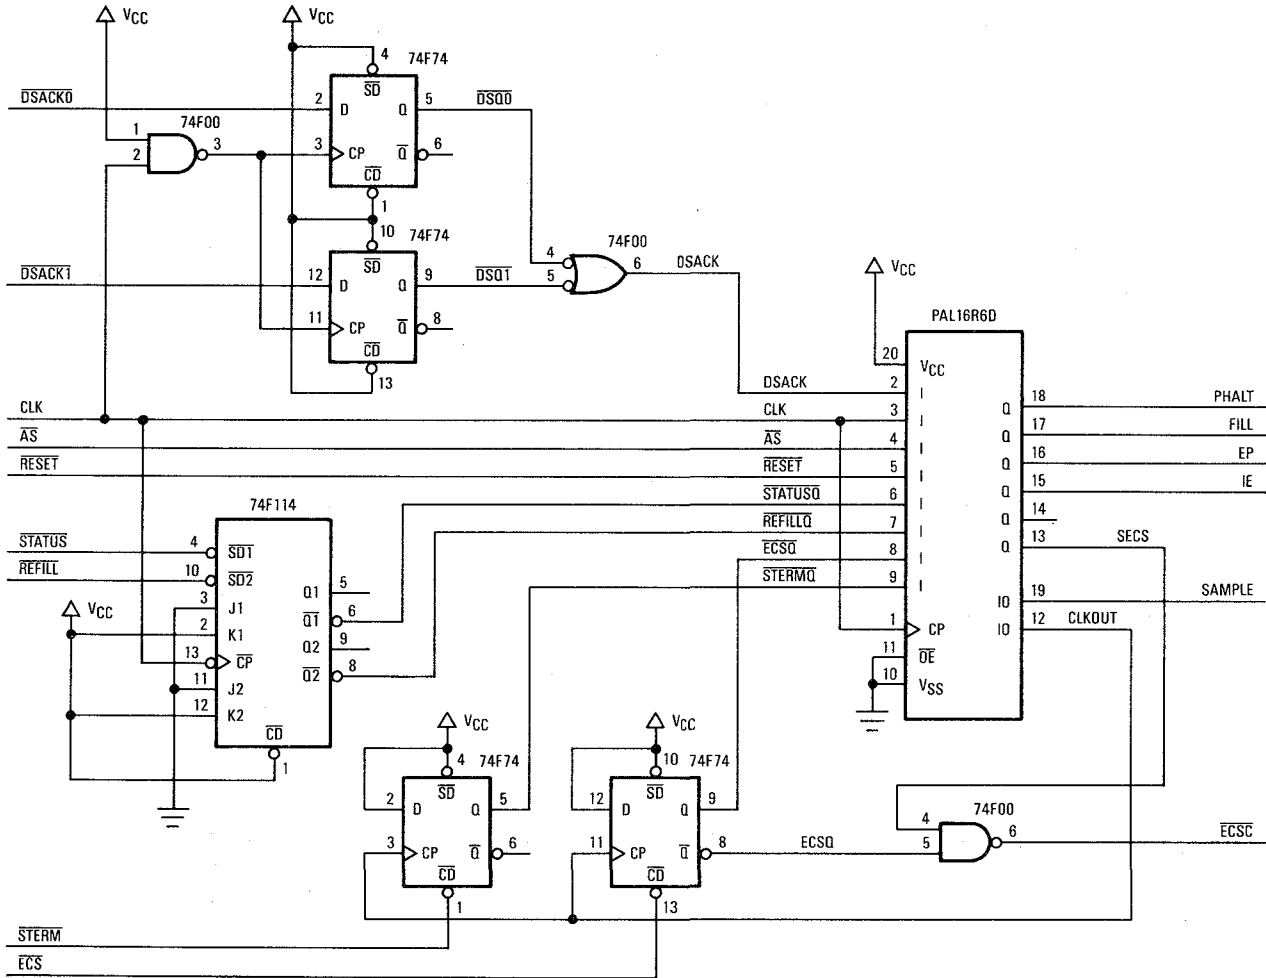 VCC
VCC
4 74F74
SD
DSACK0 2 D Q 5 DSQ0
74F00
1
2 3 3 CP Q 6
CD
1
10 74F74
SD
DSACK1 12 D Q 9 DSQ1
11 CP Q 8
CD
13
74F00
4
5 6 DSACK
VCC
PAL16R6D
20 VCC
DSACK 2 I
CLK CLK 3 I Q 18 PHALT
AS AS 4 I Q 17 FILL
RESET RESET 5 I Q 16 EP
STATUSQ 6 I Q 15 IE
REFILLQ 7 I Q 14
ECSQ 8 I Q 13 SECS
STERMQ 9 I IO 19 SAMPLE
1 CP IO 12 CLKOUT
11 OE
10 VSS
74F114
STATUS 4 SD1
REFILL 10 SD2
VCC 3 J1 Q1 5
2 K1 Q1 6
13 CP Q2 9
11 J2 Q2 8
12 K2
CD
1
VCC
4 74F74
SD
2 D Q 5
3 CP Q 6
CD
1
VCC
10 74F74
SD
12 D Q 9
11 CP Q 8 ECSQ
CD
13
74F00
4
5 6 ECSC
STERM
ECS